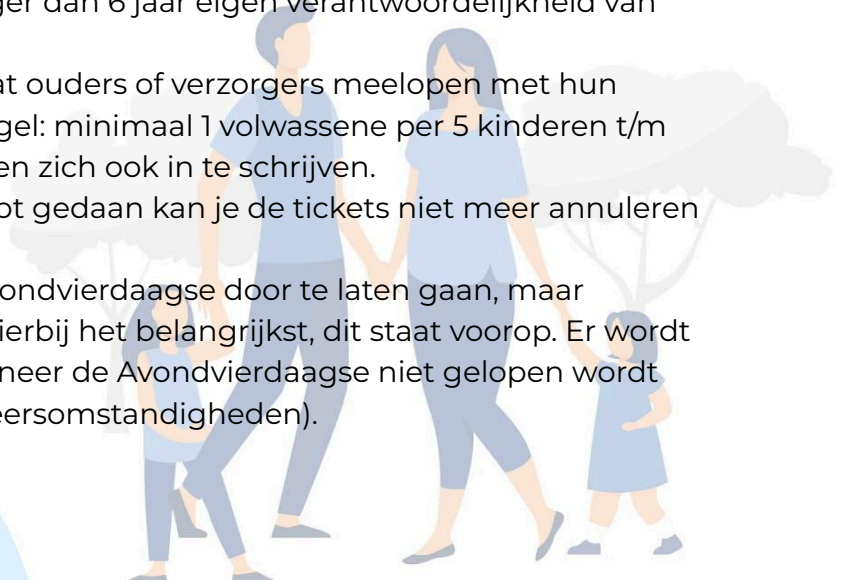 ger dan 6 jaar eigen verantwoordelijkheid van
at ouders of verzorgers meelopen met hun
gel: minimaal 1 volwassene per 5 kinderen t/m
en zich ook in te schrijven.
ot gedaan kan je de tickets niet meer annuleren
ondvierdaagse door te laten gaan, maar
ierbij het belangrijkst, dit staat voorop. Er wordt
neer de Avondvierdaagse niet gelopen wordt
eersomstandigheden).